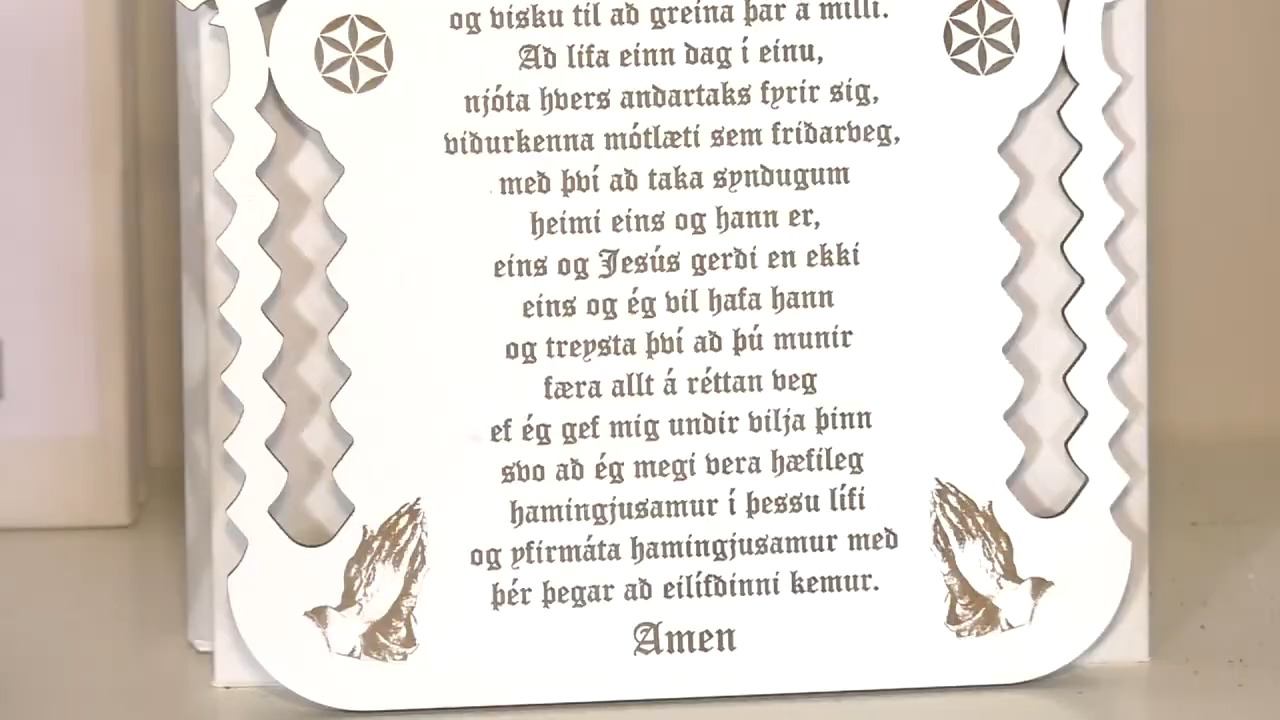 og visku til að greina þar á milli.
Að lifa einn dag í einu,
njóta hvers andartaks fyrir sig,
viðurkenna mótlæti sem friðarveg,
með því að taka syndugum
heimi eins og hann er,
eins og Jesús gerði en ekki
eins og ég vil hafa hann
og treysta því að þú munir
færa allt á réttan veg
ef ég gef mig undir vilja þinn
svo að ég megi vera hæfileg
hamingjusamur í þessu lífi
og yfirmáta hamingjusamur með
þér þegar að eilífðinni kemur.
Amen